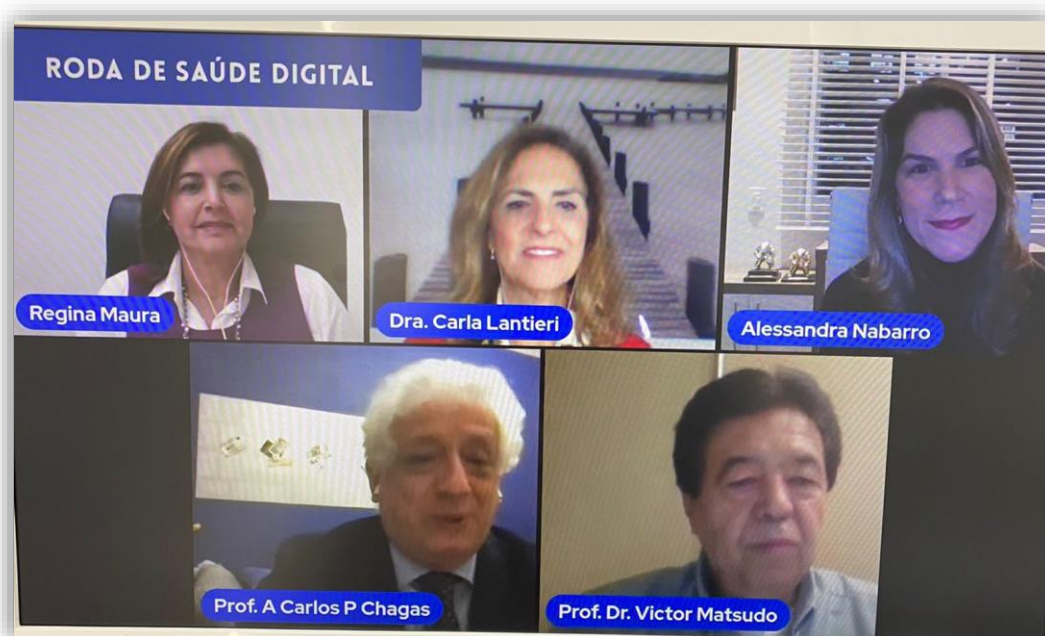 RODA DE SAÚDE DIGITAL
Regina Maura
Dra. Carla Lantieri
Alessandra Nabarro
Prof. A Carlos P Chagas
Prof. Dr. Victor Matsudo